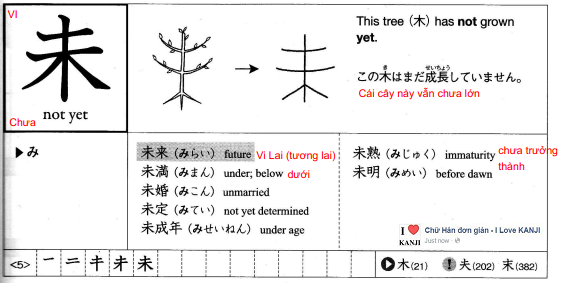 VI
未
Chưa
not yet
This tree (木) has not grown
yet.
き せいちょう
この木はまだ成長していません。
Cái cây này vẫn chưa lớn
▶み
未来(みらい) future Vị Lai (tương lai)
未満(みまん) under; below dưới
未婚(みこん) unmarried
未定(みてい) not yet determined
未成年(みせいねん) under age
未熟(みじゅく) immaturity chưa trưởng
thành
未明(みめい) before dawn
I ❤ KANJI
Chữ Hán đơn giản - I Love KANJI
Just now
<5> 一 二 キ 未 未
木(21) ! 夫(202) 末(382)